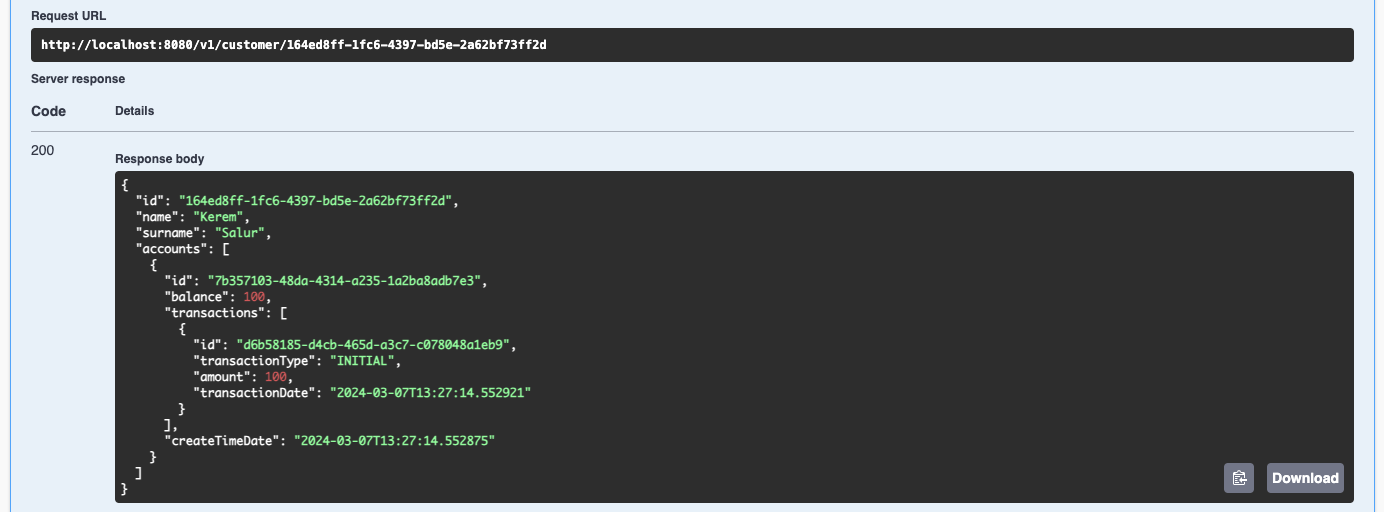 Request URL
http://localhost:8080/v1/customer/164ed8ff-1fc6-4397-bd5e-2a62bf73ff2d
Server response
Code Details
200
Response body
{
"id": "164ed8ff-1fc6-4397-bd5e-2a62bf73ff2d",
"name": "Kerem",
"surname": "Salur",
"accounts": [
{
"id": "7b357103-48da-4314-a235-1a2ba8adb7e3",
"balance": 100,
"transactions": [
{
"id": "d6b58185-d4cb-465d-a3c7-c078048a1eb9",
"transactionType": "INITIAL",
"amount": 100,
"transactionDate": "2024-03-07T13:27:14.552921"
}
],
"createTimeDate": "2024-03-07T13:27:14.552875"
}
]
}
Download